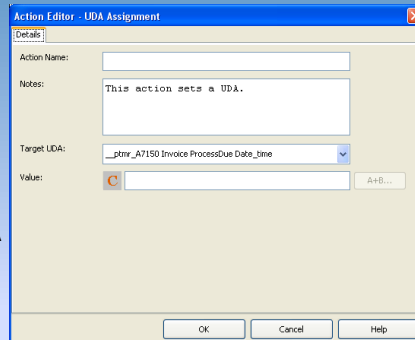 Action Editor - UDA Assignment
Details
Action Name:
Notes:
This action sets a UDA.
Target UDA:
__ptmr_A7150 Invoice ProcessDue Date_time
Value:
C
A+B...
OK
Cancel
Help